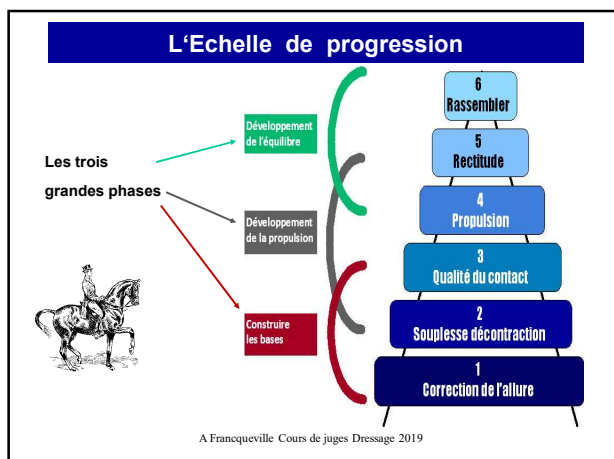 L'Echelle de progression
Les trois
grandes phases
Développement
de l'équilibre
Développement
de la propulsion
Construire
les bases
6
Rassembler
5
Rectitude
4
Propulsion
3
Qualité du contact
2
Souplesse décontraction
1
Correction de l'allure
A Francqueville Cours de juges Dressage 2019